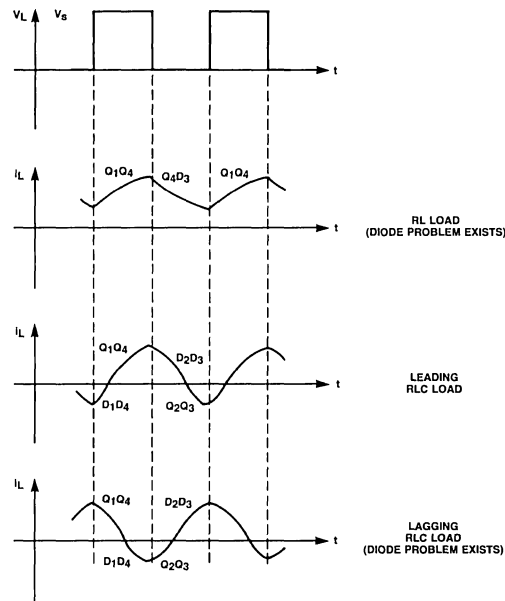 VL VS
t
iL Q1Q4 Q4D3 Q1Q4
t
RL LOAD
(DIODE PROBLEM EXISTS)
iL Q1Q4 D2D3
t
LEADING
RLC LOAD
D1D4 Q2Q3
iL Q1Q4 D2D3
t
LAGGING
RLC LOAD
(DIODE PROBLEM EXISTS)
D1D4 Q2Q3